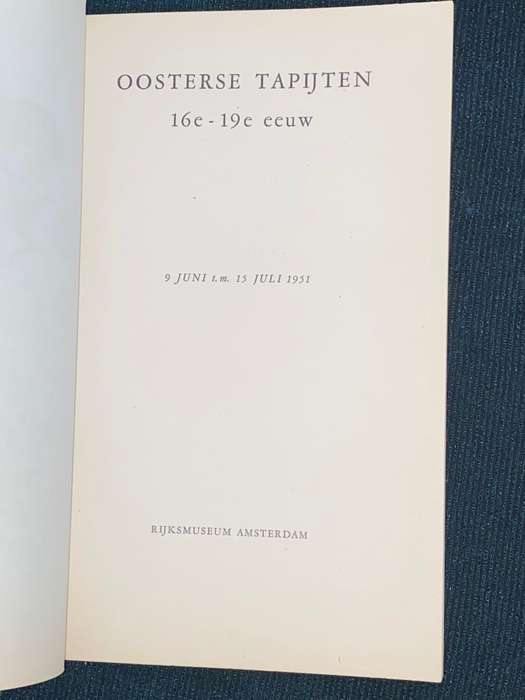 OOSTERSE TAPIJTEN
16e - 19e eeuw
9 JUNI t.m. 15 JULI 1951
RIJKSMUSEUM AMSTERDAM